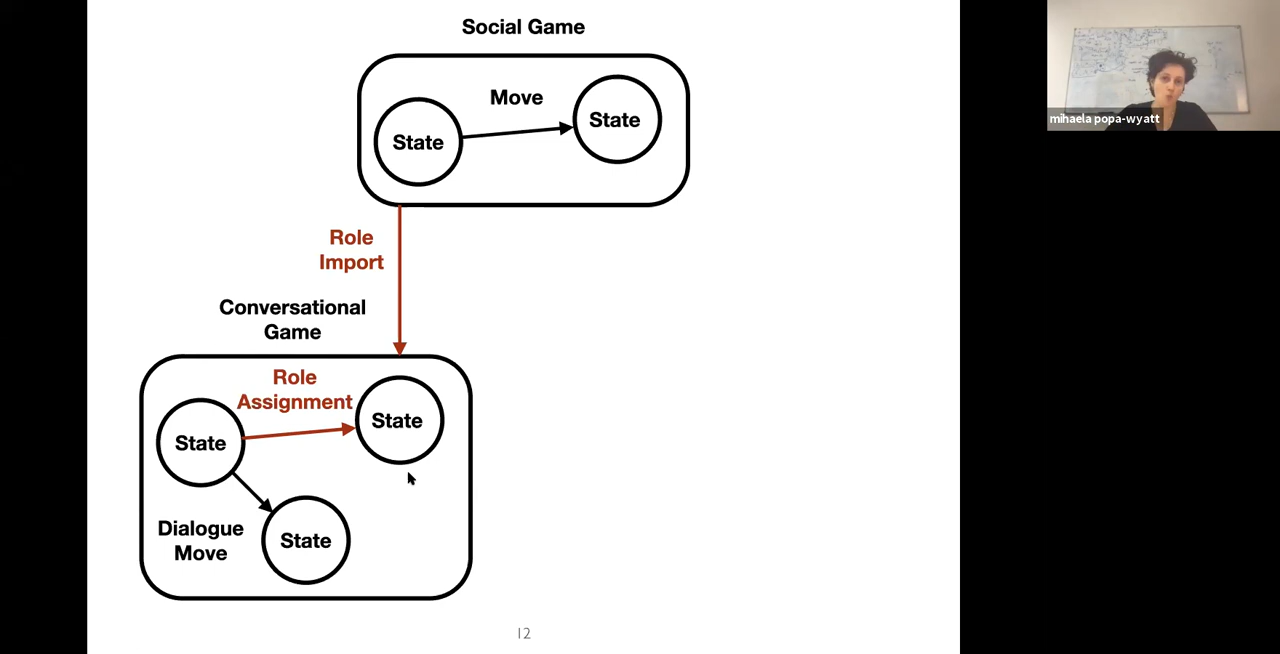 Social Game
Move
State
State
Role
Import
Conversational
Game
Role
Assignment
State
State
Dialogue
Move
State
12
mihaela popa-wyatt